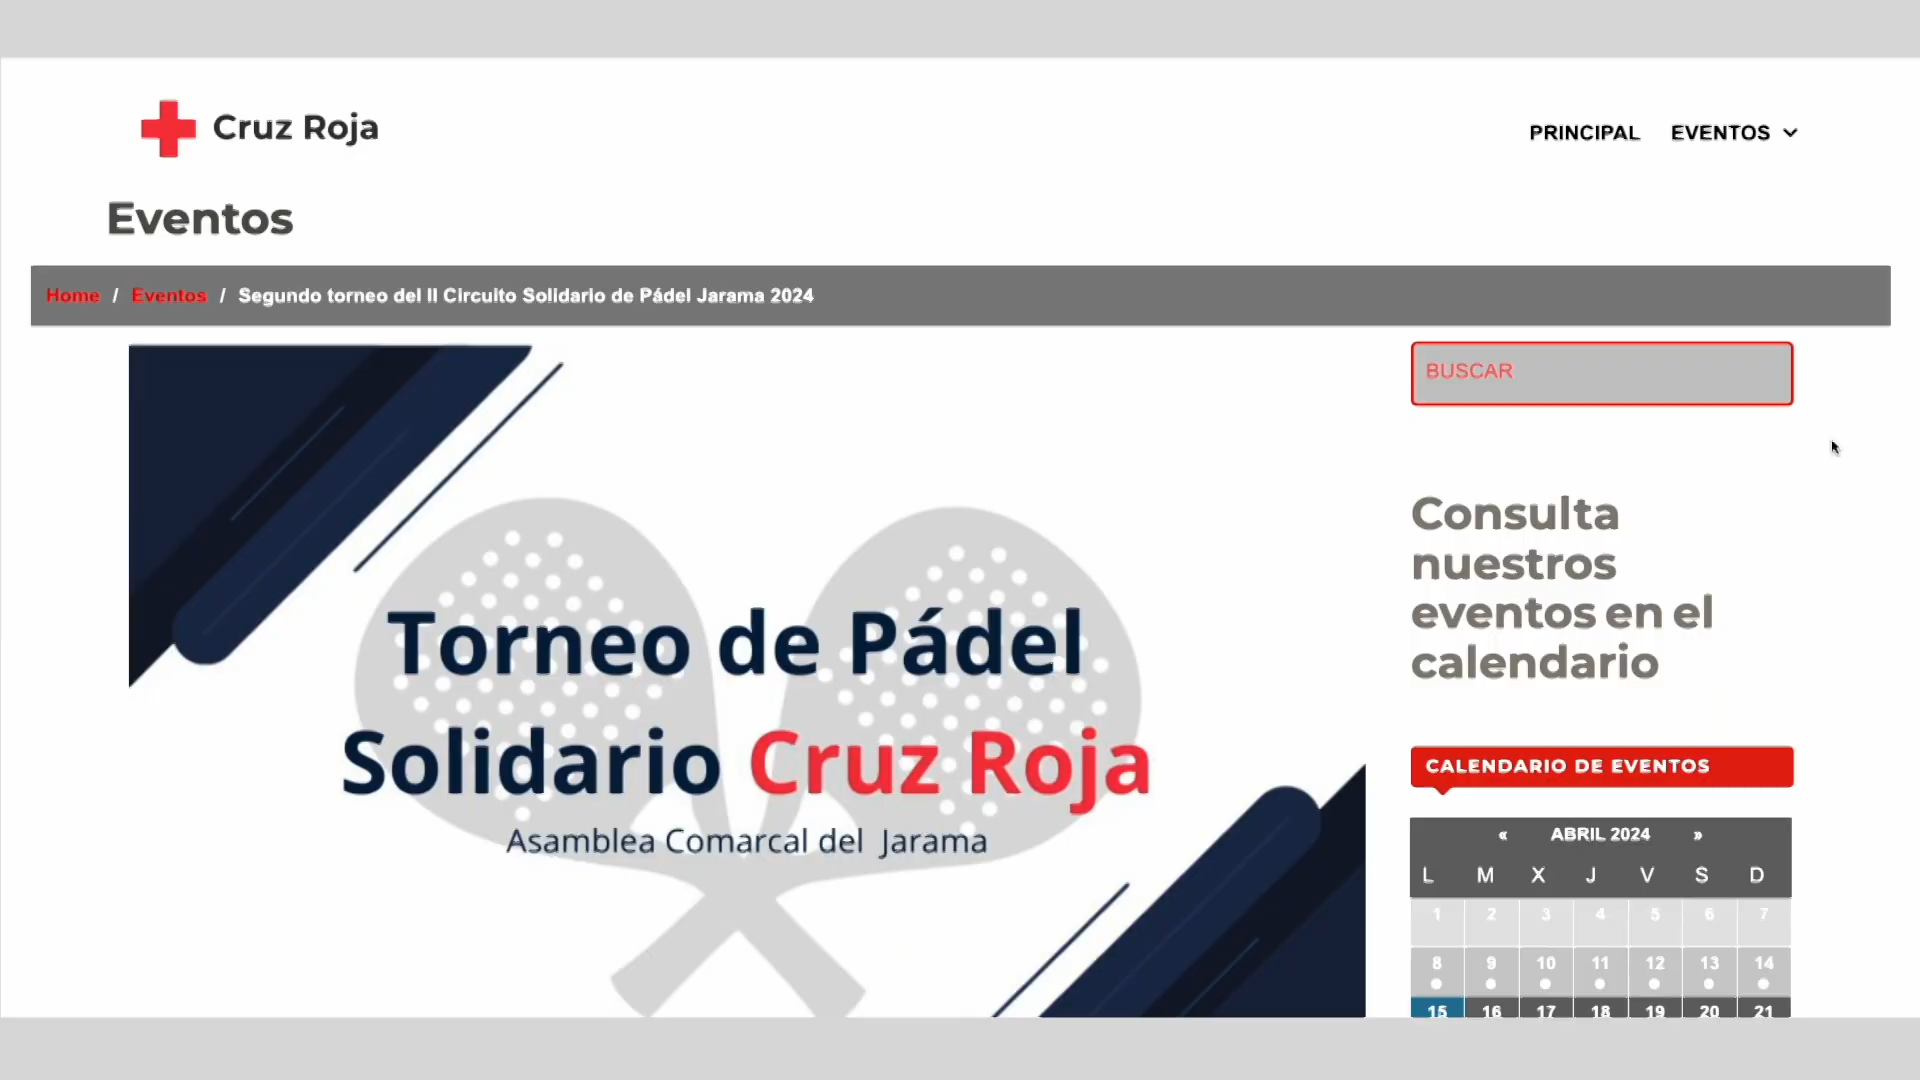 Cruz Roja
PRINCIPAL EVENTOS
Eventos
Home / Eventos / Segundo torneo del II Circuito Solidario de Pádel Jarama 2024
BUSCAR
Torneo de Pádel
Solidario Cruz Roja
Asamblea Comarcal del Jarama
Consulta
nuestros
eventos en el
calendario
CALENDARIO DE EVENTOS
« ABRIL 2024 »
L M X J V S D
1 2 3 4 5 6 7
8 9 10 11 12 13 14
15 16 17 18 19 20 21